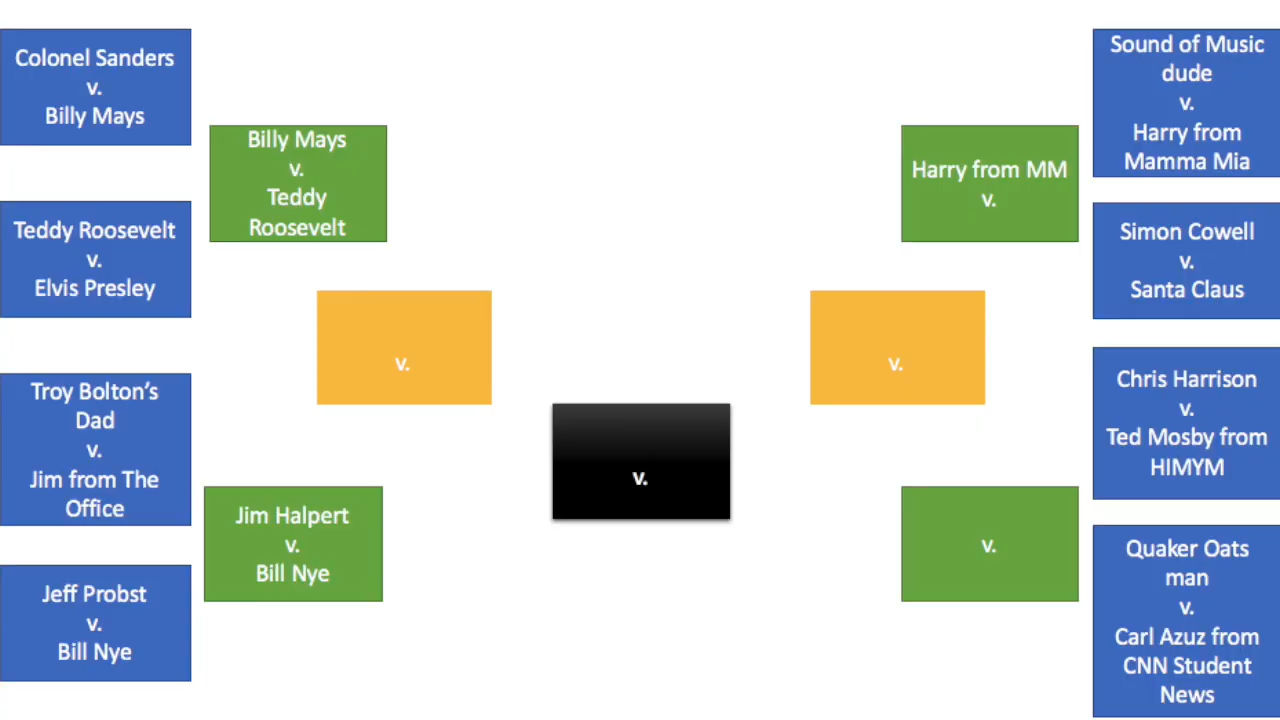 Colonel Sanders
v.
Billy Mays
Teddy Roosevelt
v.
Elvis Presley
Troy Bolton’s
Dad
v.
Jim from The
Office
Jeff Probst
v.
Bill Nye
Billy Mays
v.
Teddy
Roosevelt
Jim Halpert
v.
Bill Nye
v.
v.
v.
Harry from MM
v.
v.
Sound of Music
dude
v.
Harry from
Mamma Mia
Simon Cowell
v.
Santa Claus
Chris Harrison
v.
Ted Mosby from
HIMYM
Quaker Oats
man
v.
Carl Azuz from
CNN Student
News